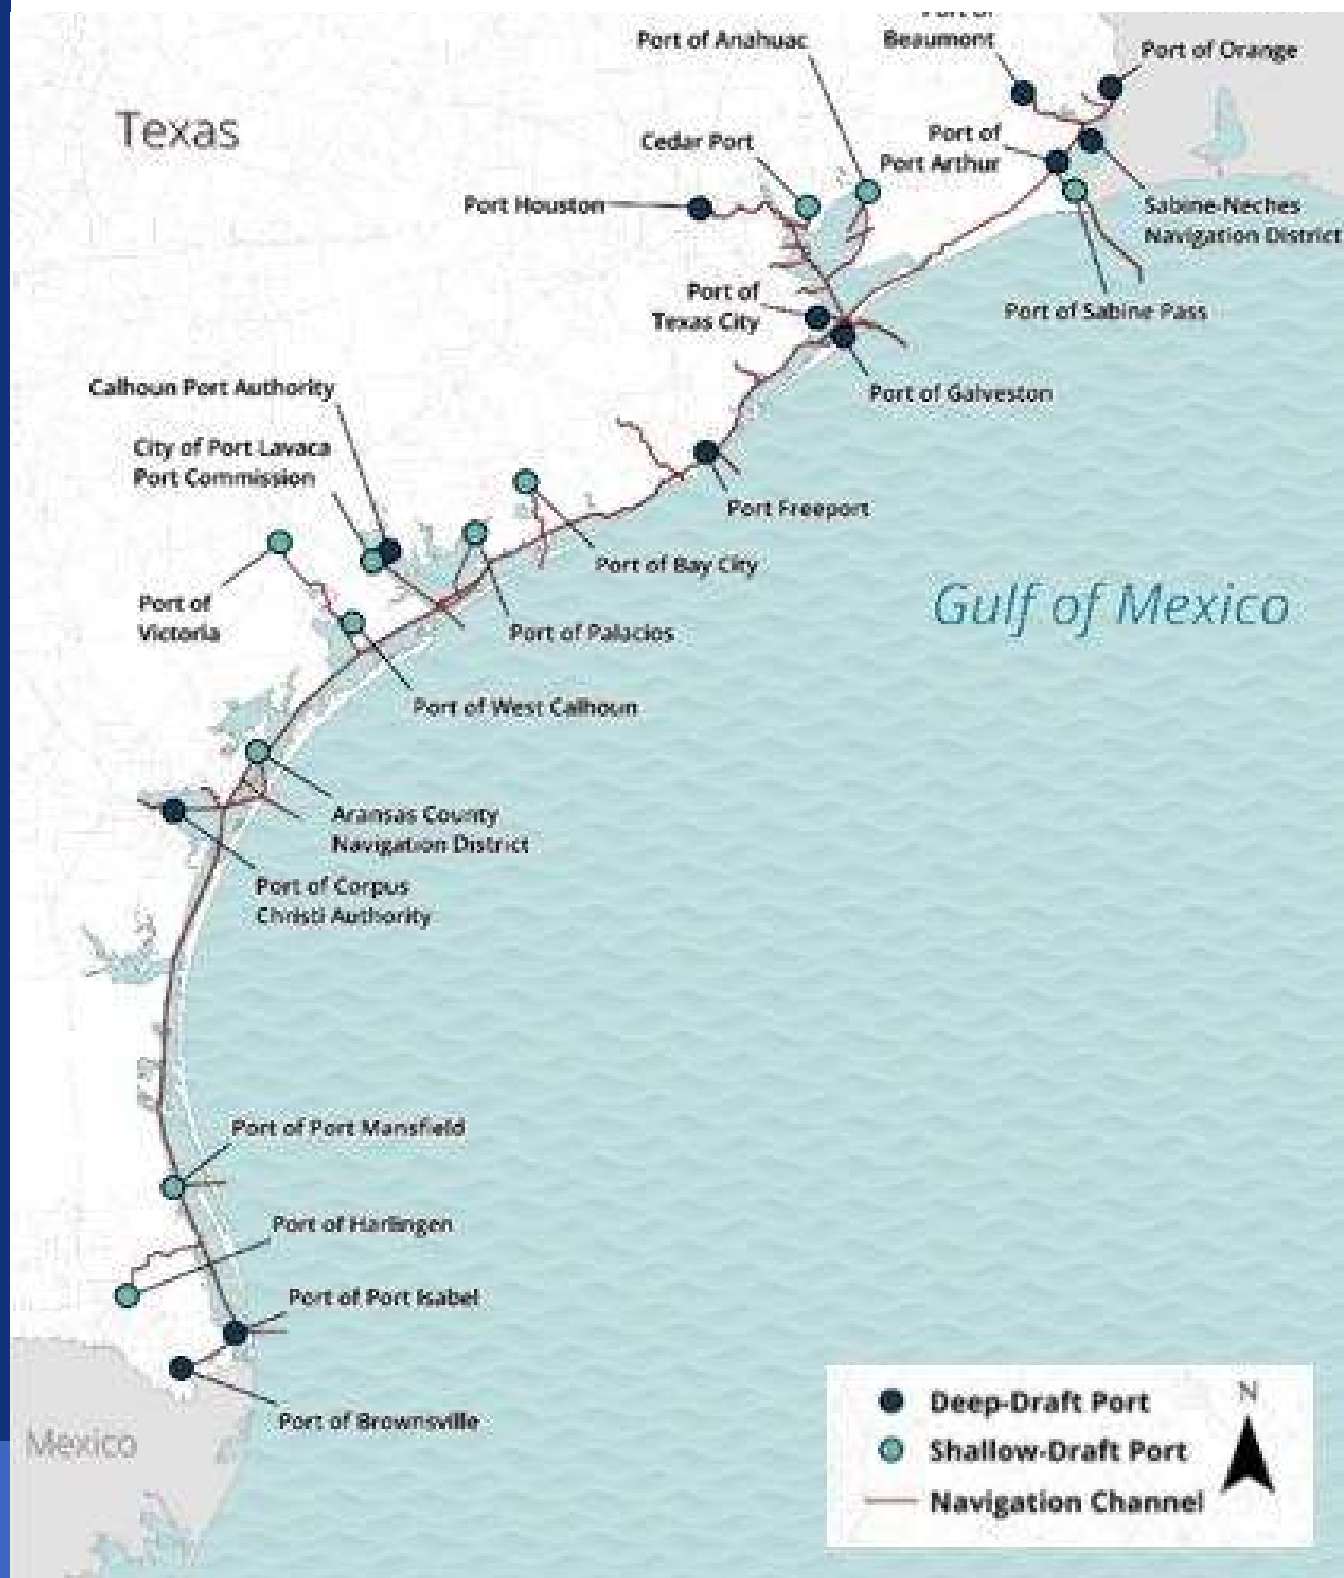 Port of
Beaumont
Port of Anahuac
Port of Orange
Texas
Cedar Port
Port of
Port Arthur
Port Houston
Sabine-Neches
Navigation District
Port of
Texas City
Port of Sabine Pass
Calhoun Port Authority
Port of Galveston
City of Port Lavaca
Port Commission
Port Freeport
Port of Bay City
Gulf of Mexico
Port of
Victoria
Port of Palacios
Port of West Calhoun
Aransas County
Navigation District
Port of Corpus
Christi Authority
Port of Port Mansfield
Port of Harlingen
Port of Port Isabel
Port of Brownsville
Mexico
N
Deep-Draft Port
Shallow-Draft Port
Navigation Channel